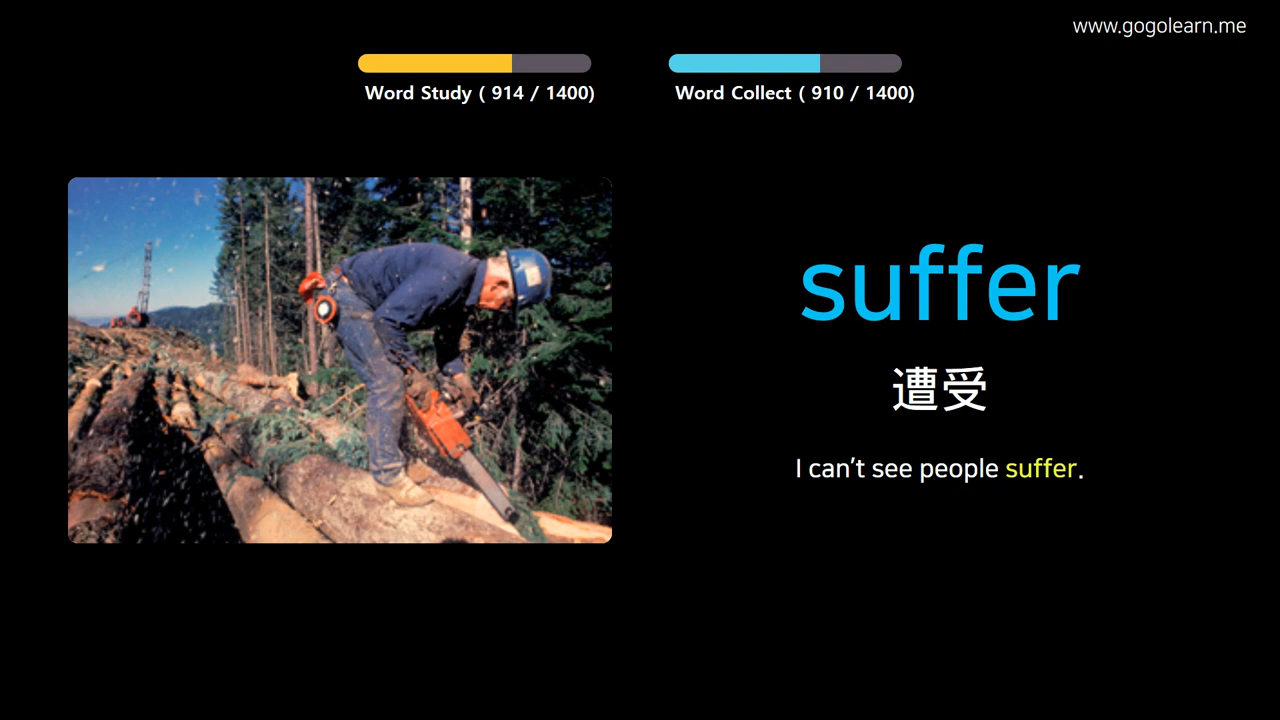 www.gogolearn.me
Word Study ( 914 / 1400)
Word Collect ( 910 / 1400)
suffer
遭受
I can't see people suffer.